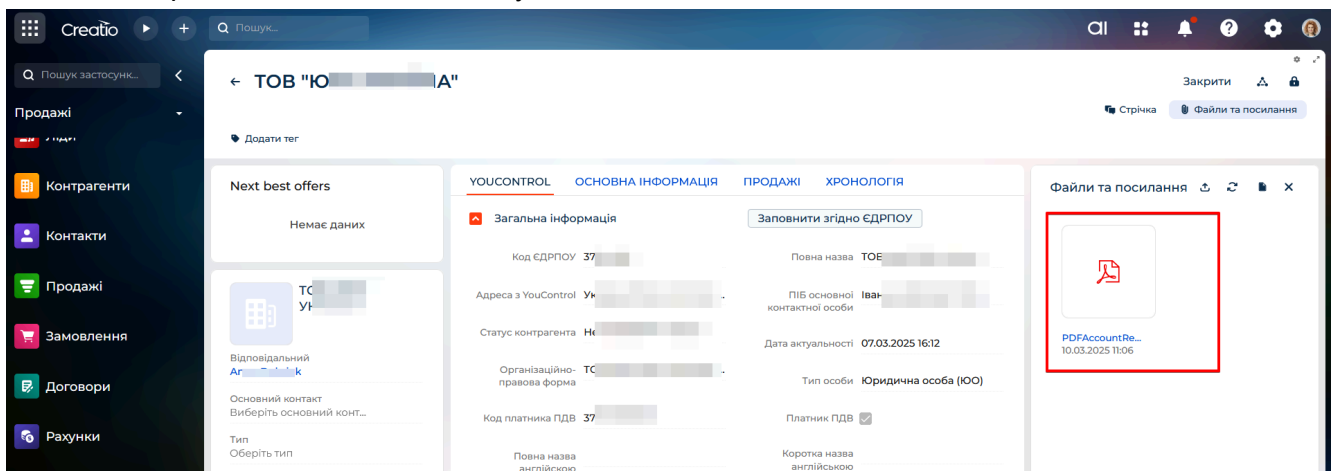 Creatio
Пошук...
Пошук застосунк...
Продажі
Ліди
Контрагенти
Контакти
Продажі
Замовлення
Договори
Рахунки
ТОВ "Ю А"
Закрити
Стрічка
Файли та посилання
Додати тег
Next best offers
Немає даних
Відповідальний
Основний контакт
Виберіть основний конт...
Тип
Оберіть тип
YOUCONTROL ОСНОВНА ІНФОРМАЦІЯ ПРОДАЖІ ХРОНОЛОГІЯ
Загальна інформація
Заповнити згідно ЄДРПОУ
Код ЄДРПОУ 37
Повна назва ТОВ
Адреса з YouControl Ук
ПІБ основної
контактної особи Іван
Статус контрагента
Дата актуальності 07.03.2025 16:12
Організаційно-
правова форма ТО
Тип особи Юридична особа (ЮО)
Код платника ПДВ 37
Платник ПДВ
Повна назва
англійською
Коротка назва
англійською
Файли та посилання
PDFAccountRe...
10.03.2025 11:06